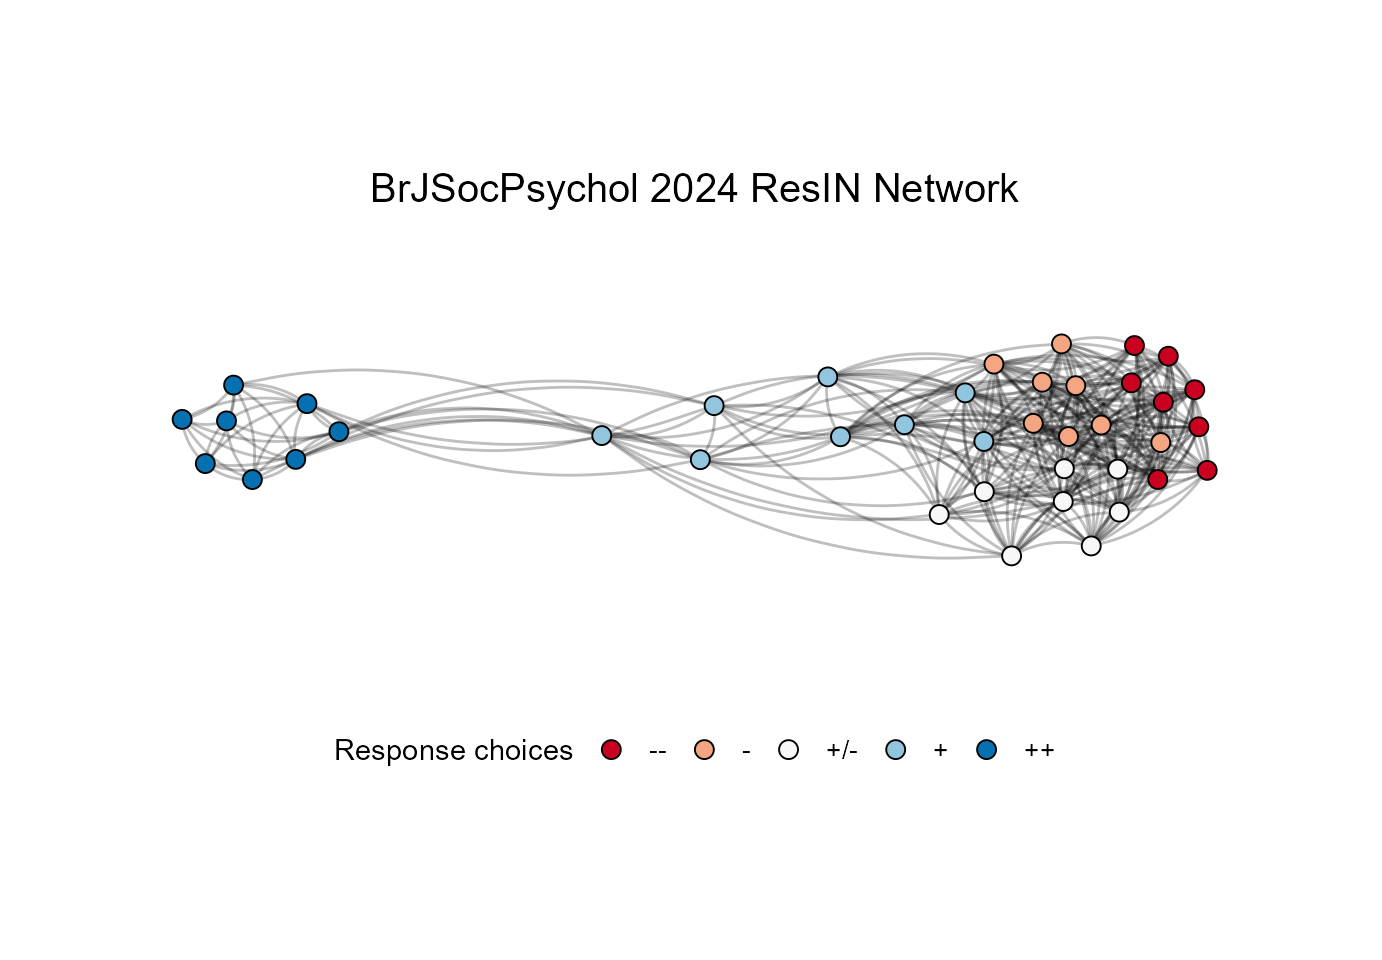 BrJSocPsychol 2024 ResIN Network
Response choices -- - +/- + ++